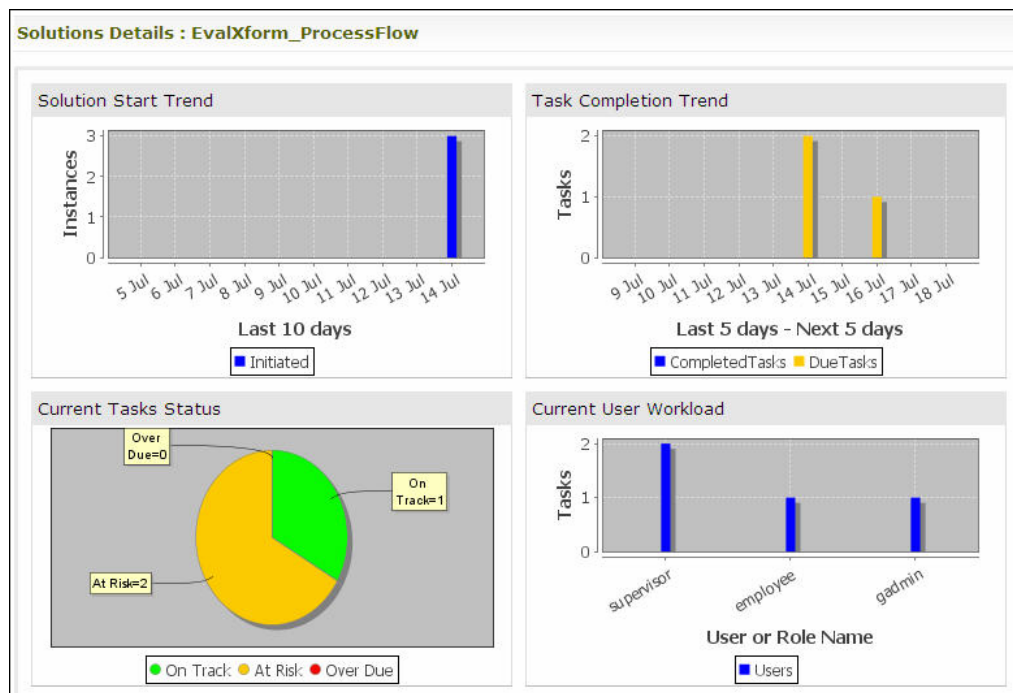 Solutions Details : EvalXform_ProcessFlow
Solution Start Trend
Instances
3
2
1
0
5 Jul
6 Jul
7 Jul
8 Jul
9 Jul
10 Jul
11 Jul
12 Jul
13 Jul
14 Jul
Last 10 days
Initiated
Task Completion Trend
Tasks
2
1
0
9 Jul
10 Jul
11 Jul
12 Jul
13 Jul
14 Jul
15 Jul
16 Jul
17 Jul
18 Jul
Last 5 days - Next 5 days
CompletedTasks DueTasks
Current Tasks Status
Over
Due=0
On
Track=1
At Risk=2
On Track At Risk Over Due
Current User Workload
Tasks
2
1
0
supervisor
employee
gadmin
User or Role Name
Users